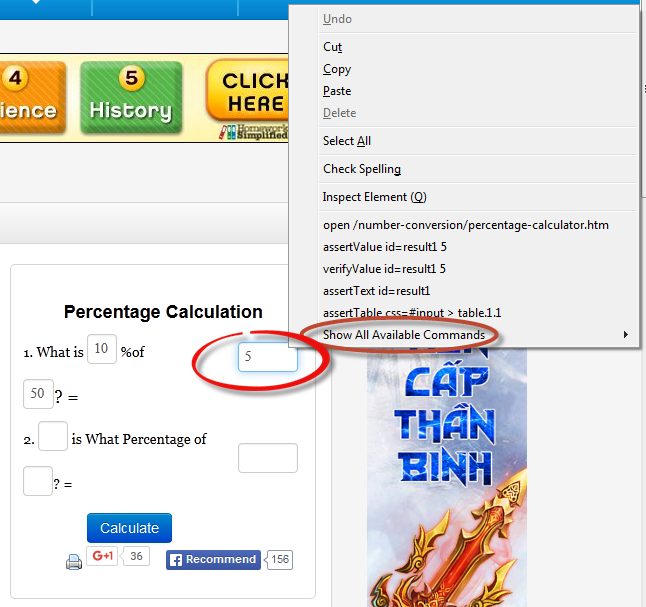 4
ience
5
History
CLICK
HERE
Homework
Simplified
Undo
Cut
Copy
Paste
Delete
Select All
Check Spelling
Inspect Element (Q)
open /number-conversion/percentage-calculator.htm
assertValue id=result1 5
verifyValue id=result1 5
assertText id=result1
assertTable css=#input > table.1.1
Show All Available Commands
Percentage Calculation
1. What is 10 %of 5
50 ? =
2. is What Percentage of
? =
Calculate
G+1 36
Recommend 156
CẤP
THẦN
BINH